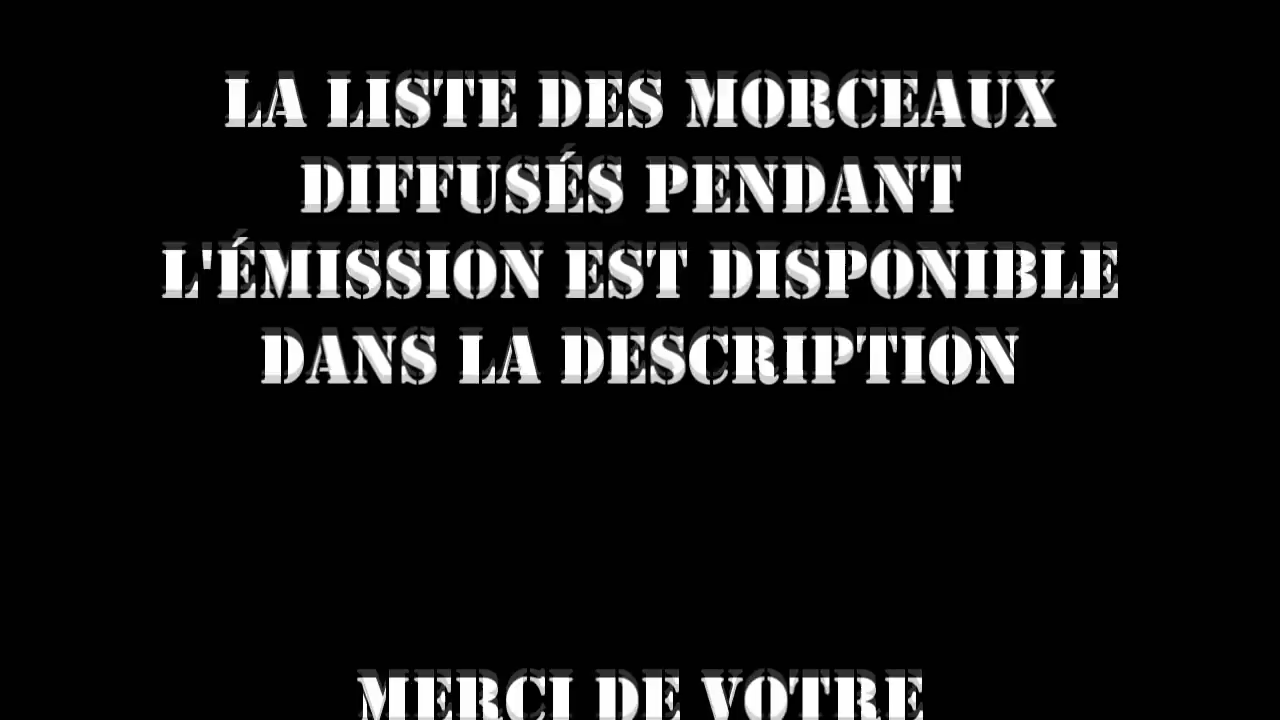 LA LISTE DES MORCEAUX
DIFFUSÉS PENDANT
L'ÉMISSION EST DISPONIBLE
DANS LA DESCRIPTION
MERCI DE VOTRE